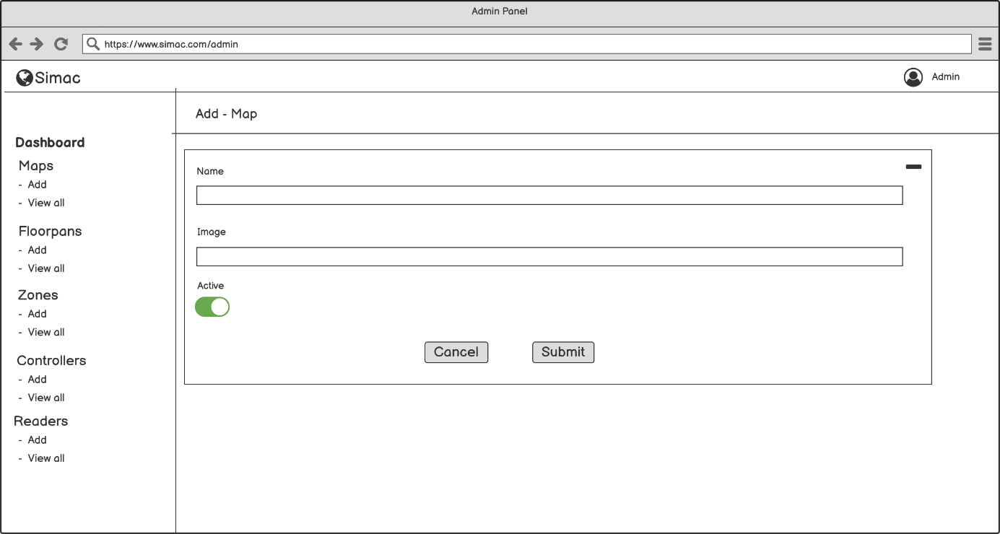 Admin Panel
https://www.simac.com/admin
Simac
Admin
Add - Map
Dashboard
Maps
- Add
- View all
Floorpans
- Add
- View all
Zones
- Add
- View all
Controllers
- Add
- View all
Readers
- Add
- View all
Name
Image
Active
Cancel
Submit